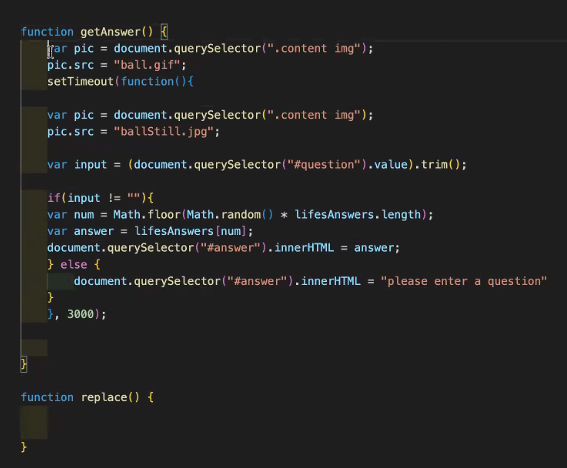 function getAnswer() {
var pic = document.querySelector(".content img");
pic.src = "ball.gif";
setTimeout(function(){
var pic = document.querySelector(".content img");
pic.src = "ballStill.jpg";
var input = (document.querySelector("#question").value).trim();
if(input != ""){
var num = Math.floor(Math.random() * lifesAnswers.length);
var answer = lifesAnswers[num];
document.querySelector("#answer").innerHTML = answer;
} else {
document.querySelector("#answer").innerHTML = "please enter a question"
}
}, 3000);
}
function replace() {
}